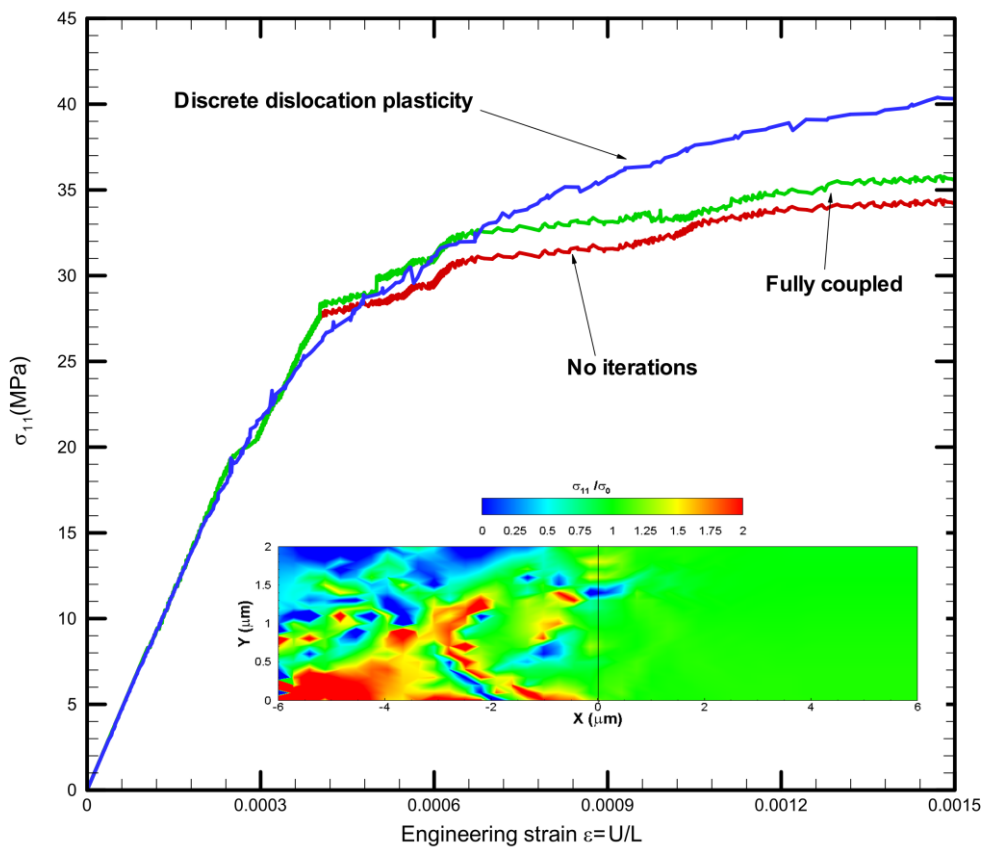 45
40
35
30
25
20
15
10
5
0
σ₁₁(MPa)
Discrete dislocation plasticity
Fully coupled
No iterations
σ₁₁ /σ₀
0 0.25 0.5 0.75 1 1.25 1.5 1.75 2
2
1.5
1
0.5
0
Y (μm)
-6 -4 -2 0 2 4 6
X (μm)
0 0.0003 0.0006 0.0009 0.0012 0.0015
Engineering strain ε=U/L